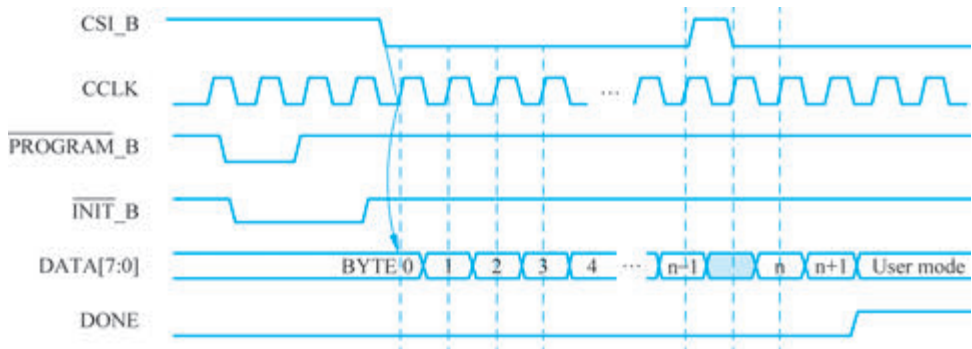 CSI_B
CCLK
...
PROGRAM_B
INIT_B
DATA[7:0] BYTE 0 1 2 3 4 ... n−1 n n+1 User mode
DONE